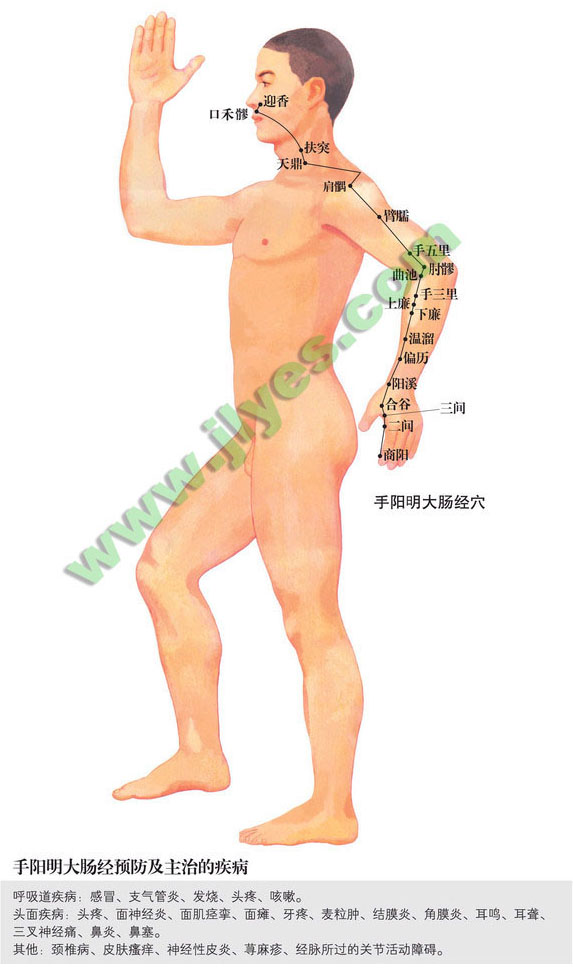 迎香
口禾髎
扶突
天鼎
肩髃
臂臑
手五里
肘髎
曲池
手三里
上廉
下廉
温溜
偏历
阳溪
合谷
三间
二间
商阳
手阳明大肠经穴
www.jlyes.com
手阳明大肠经预防及主治的疾病
呼吸道疾病：感冒、支气管炎、发烧、头疼、咳嗽。
头面疾病：头疼、面神经炎、面肌痉挛、面瘫、牙疼、麦粒肿、结膜炎、角膜炎、耳鸣、耳聋、
三叉神经痛、鼻炎、鼻塞。
其他：颈椎病、皮肤瘙痒、神经性皮炎、荨麻疹、经脉所过的关节活动障碍。